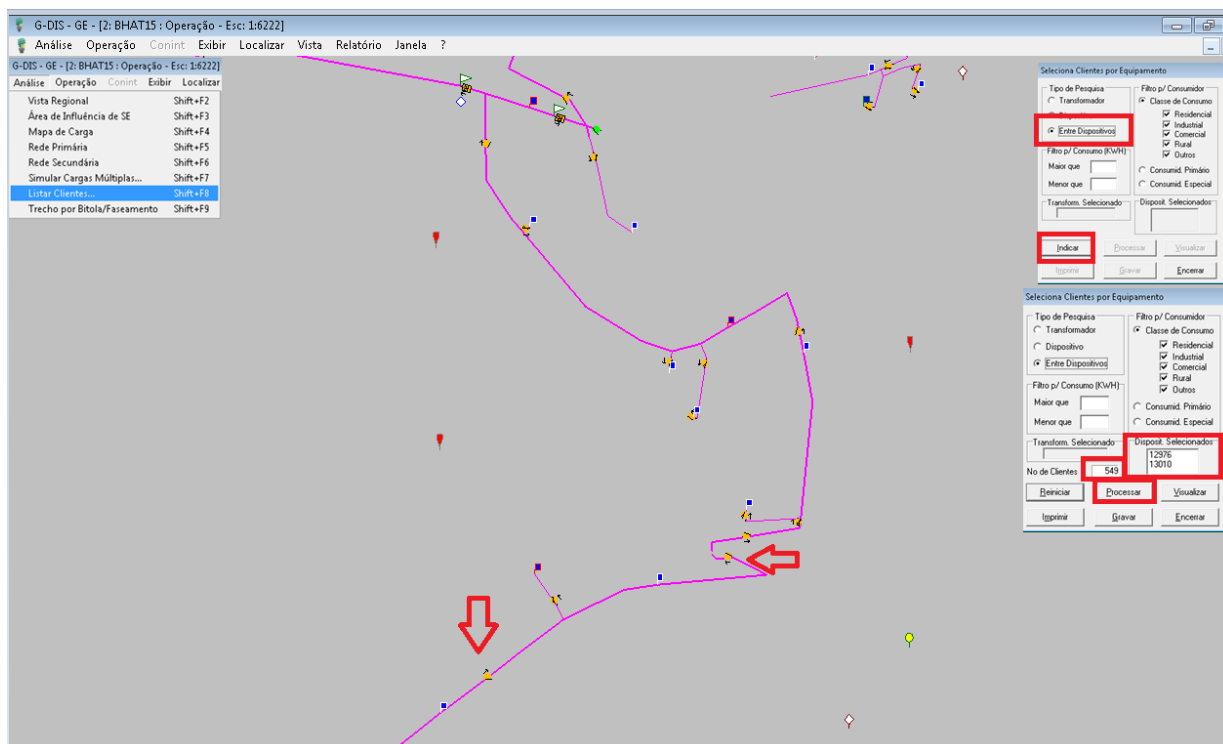 G-DIS - GE - [2: BHAT15 : Operação - Esc: 1:6222]
Análise Operação Conint Exibir Localizar Vista Relatório Janela ?
G-DIS - GE - [2: BHAT15 : Operação - Esc: 1:6222]
Análise Operação Conint Exibir Localizar
Vista Regional Shift+F2
Área de Influência de SE Shift+F3
Mapa de Carga Shift+F4
Rede Primária Shift+F5
Rede Secundária Shift+F6
Simular Cargas Múltiplas... Shift+F7
Listar Clientes... Shift+F8
Trecho por Bitola/Faseamento Shift+F9
Seleciona Clientes por Equipamento
Tipo de Pesquisa
Transformador
Entre Dispositivos
Filtro p/ Consumo (KWH)
Maior que
Menor que
Transform. Selecionado
Filtro p/ Consumidor
Classe de Consumo
Residencial
Industrial
Comercial
Rural
Outros
Consumid. Primário
Consumid. Especial
Disposit. Selecionados
Indicar Processar Visualizar
Imprimir Gravar Encerrar
Seleciona Clientes por Equipamento
Tipo de Pesquisa
Transformador
Dispositivo
Entre Dispositivos
Filtro p/ Consumo (KWH)
Maior que
Menor que
Transform. Selecionado
Filtro p/ Consumidor
Classe de Consumo
Residencial
Industrial
Comercial
Rural
Outros
Consumid. Primário
Consumid. Especial
Disposit. Selecionados
12976
13010
No de Clientes 549
Reiniciar Processar Visualizar
Imprimir Gravar Encerrar